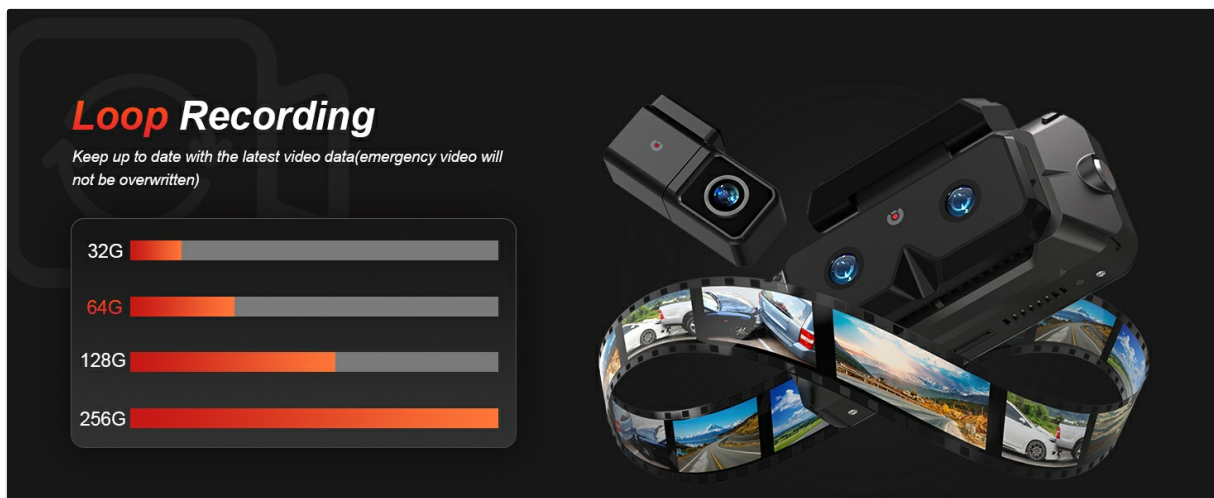 Loop Recording
Keep up to date with the latest video data(emergency video will
not be overwritten)
32G
64G
128G
256G